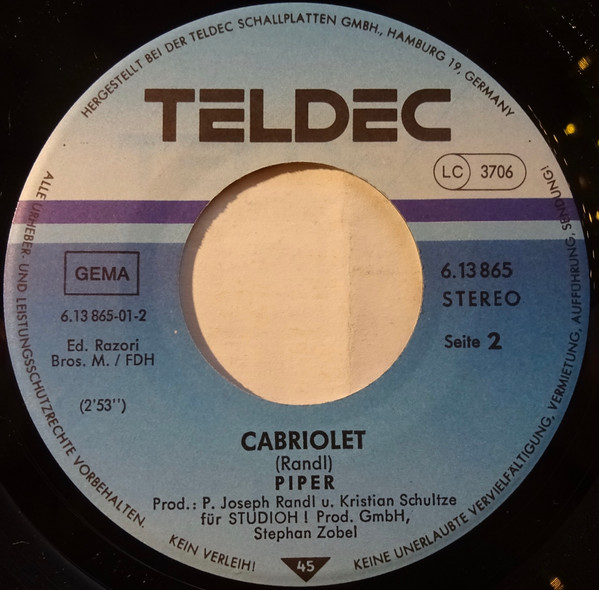 HERGESTELLT BEI DER TELDEC SCHALLPLATTEN GMBH., HAMBURG 19, GERMANY
TELDEC
LC 3706
GEMA
6.13 865-01-2
Ed. Razori
Bros. M. / FDH
(2'53'')
6.13 865
STEREO
Seite 2
CABRIOLET
(Randl)
PIPER
Prod.: P. Joseph Randl u. Kristian Schultze
für STUDIOH ! Prod. GmbH,
Stephan Zobel
45
ALLE URHEBER- UND LEISTUNGSSCHUTZRECHTE VORBEHALTEN.
KEIN VERLEIH!
KEINE UNERLAUBTE VERVIELFÄLTIGUNG, VERMIETUNG, AUFFÜHRUNG, SENDUNG!